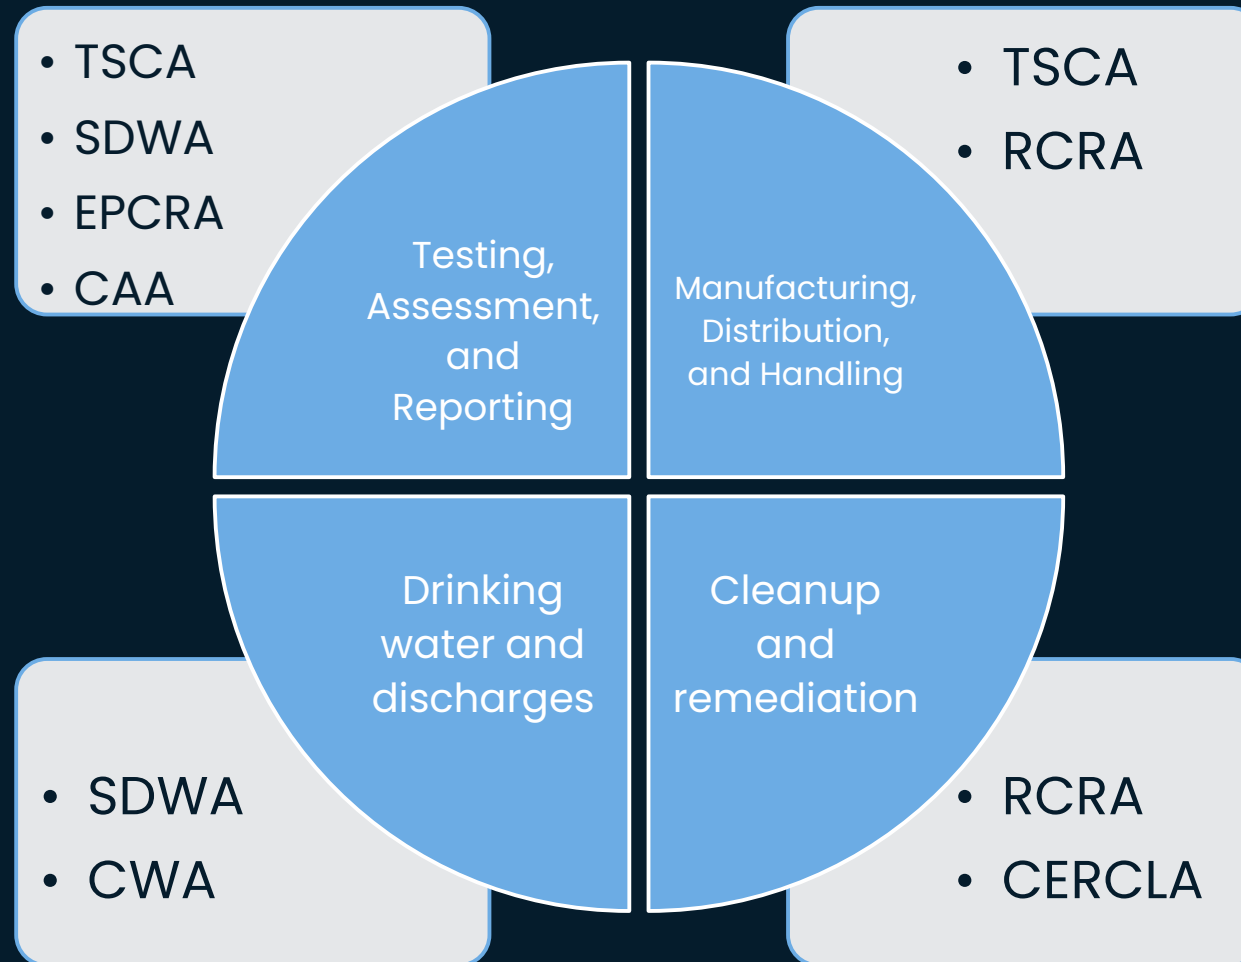 • TSCA
• SDWA
• EPCRA
• CAA
Testing,
Assessment,
and
Reporting
• TSCA
• RCRA
Manufacturing,
Distribution,
and Handling
Drinking
water and
discharges
• SDWA
• CWA
Cleanup
and
remediation
• RCRA
• CERCLA